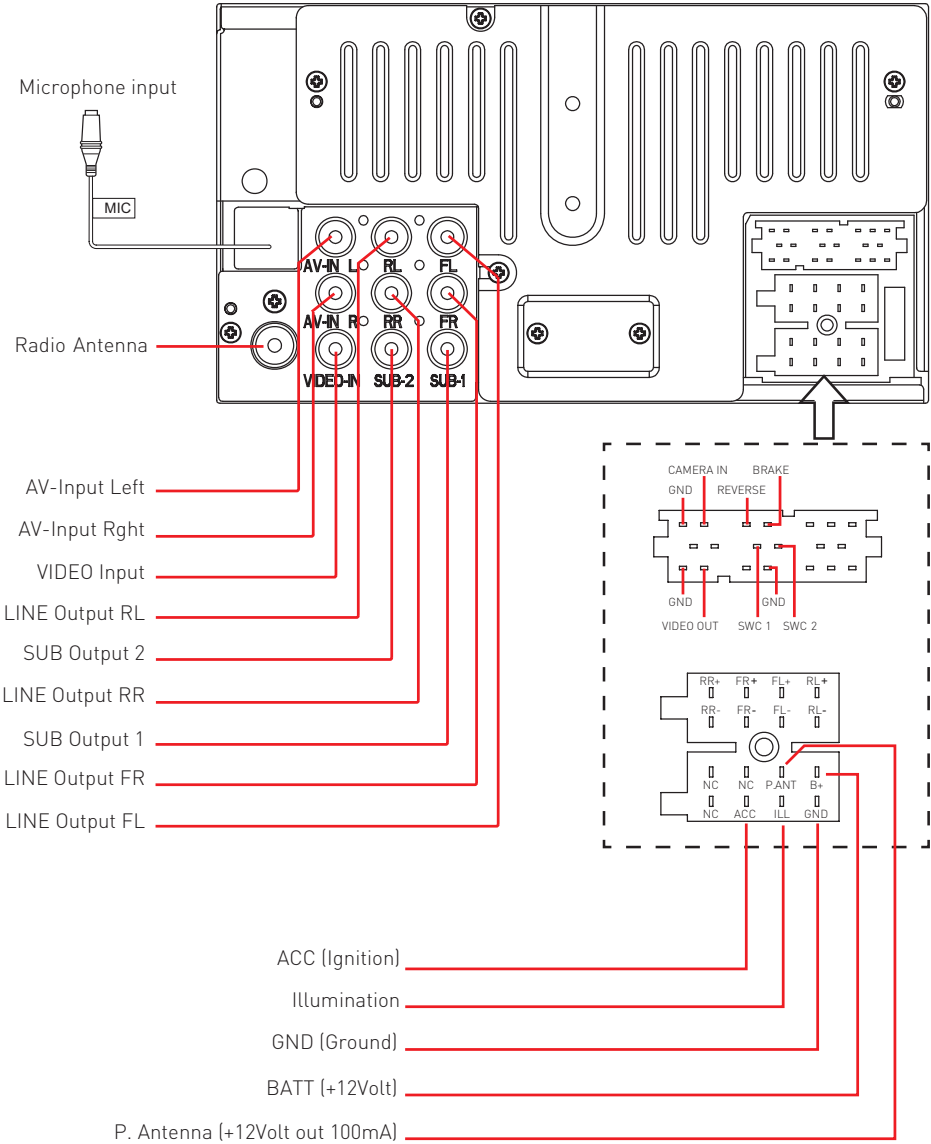 Microphone input
MIC
AV-IN L RL FL
AV-IN R RR FR
VIDEO-IN SUB-2 SUB-1
Radio Antenna
AV-Input Left
AV-Input Rght
VIDEO Input
LINE Output RL
SUB Output 2
LINE Output RR
SUB Output 1
LINE Output FR
LINE Output FL
CAMERA IN BRAKE
GND REVERSE
GND GND
VIDEO OUT SWC 1 SWC 2
RR+ FR+ FL+ RL+
RR- FR- FL- RL-
NC NC P.ANT B+
NC ACC ILL GND
ACC (Ignition)
Illumination
GND (Ground)
BATT (+12Volt)
P. Antenna (+12Volt out 100mA)